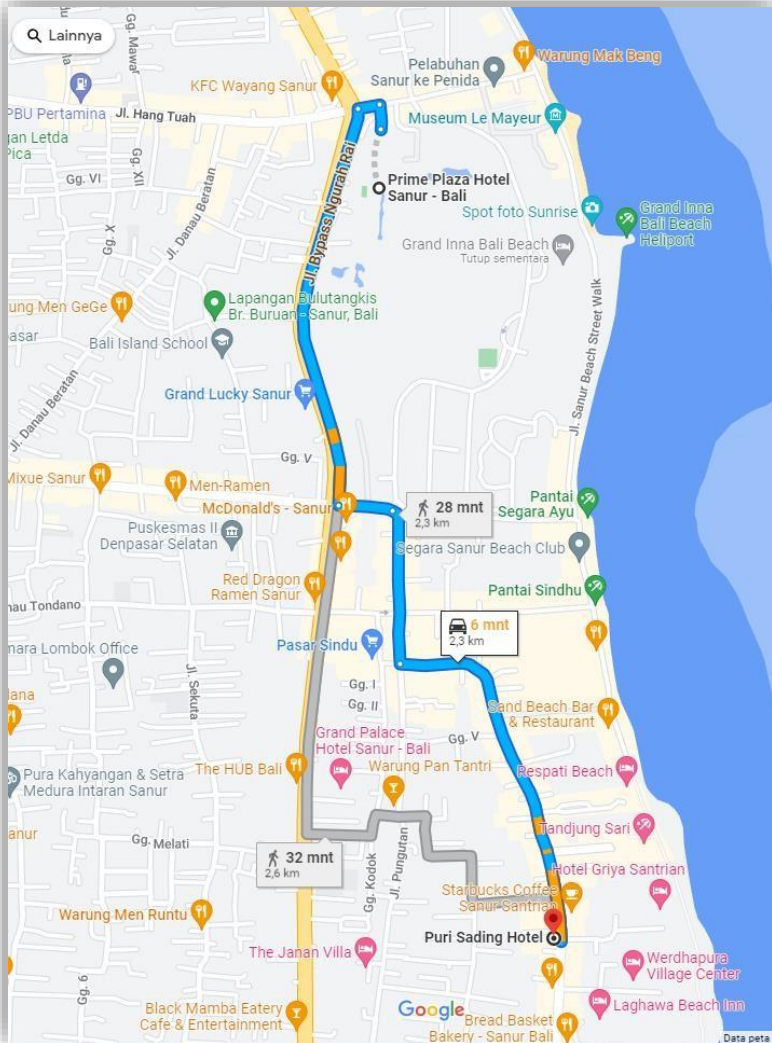 Lainnya
Gg. Mawar
KFC Wayang Sanur
Pelabuhan
Sanur ke Penida
Warung Mak Beng
PBU Pertamina
Jl. Hang Tuah
Museum Le Mayeur
gan Letda
Pica
Gg. VI
Gg. XII
Jl. Danau Beratan
Jl. Bypass Ngurah Rai
Prime Plaza Hotel
Sanur - Bali
Spot foto Sunrise
Grand Inna
Bali Beach
Heliport
Gg. X
Grand Inna Bali Beach
Tutup sementara
Lapangan Bulutangkis
Br. Buruan - Sanur, Bali
ung Men GeGe
asar
Bali Island School
Jl. Sanur Beach Street Walk
Jl. Danau Beratan
Grand Lucky Sanur
Gg. V
Mixue Sanur
Men-Ramen
McDonald's - Sanur
28 mnt
2,3 km
Pantai
Segara Ayu
Puskesmas II
Denpasar Selatan
Segara Sanur Beach Club
Red Dragon
Ramen Sanur
Pantai Sindhu
nau Tondano
6 mnt
2,3 km
Pasar Sindu
mara Lombok Office
Jl. Sekuta
Gg. I
Gg. II
Sand Beach Bar
& Restaurant
lana
Grand Palace
Hotel Sanur - Bali
Gg. V
The HUB Bali
Warung Pan Tantri
Respati Beach
Pura Kahyangan & Setra
Medura Intaran Sanur
Tandjung Sari
anur
Gg. Melati
32 mnt
2,6 km
Gg. Kodok
Jl. Pungutan
Hotel Griya Santrian
Starbucks Coffee
Sanur Santrian
Warung Men Runtu
Puri Sading Hotel
The Janan Villa
Werdhapura
Village Center
Gg. 6
Black Mamba Eatery
Cafe & Entertainment
Google
Laghawa Beach Inn
Bread Basket
Bakery - Sanur Bali
Data peta